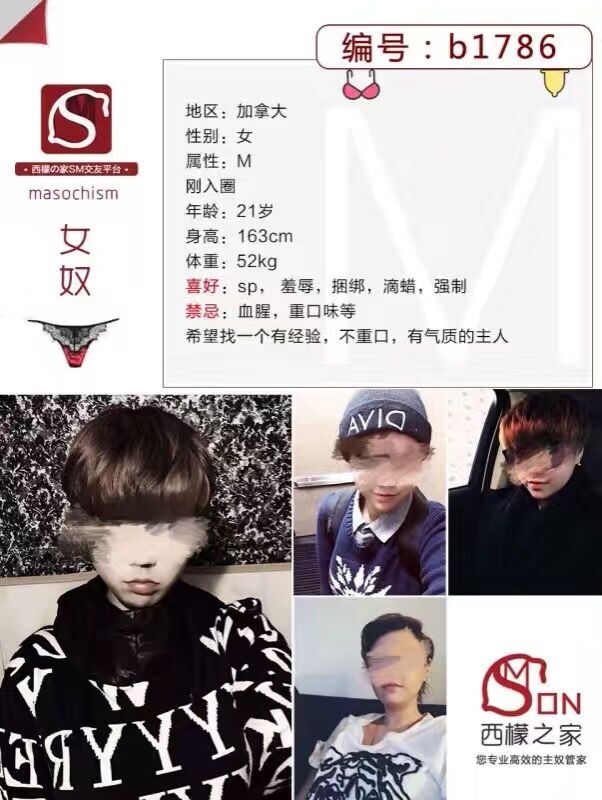 编号：b1786
地区：加拿大
性别：女
属性：M
刚入圈
年龄：21岁
身高：163cm
体重：52kg
喜好：sp，羞辱，捆绑，滴蜡，强制
禁忌：血腥，重口味等
希望找一个有经验，不重口，有气质的主人
S
·西檬の家SM交友平台·
masochism
女
奴
M
DIVA
YYYRE
SMON
西檬之家
您专业高效的主奴管家